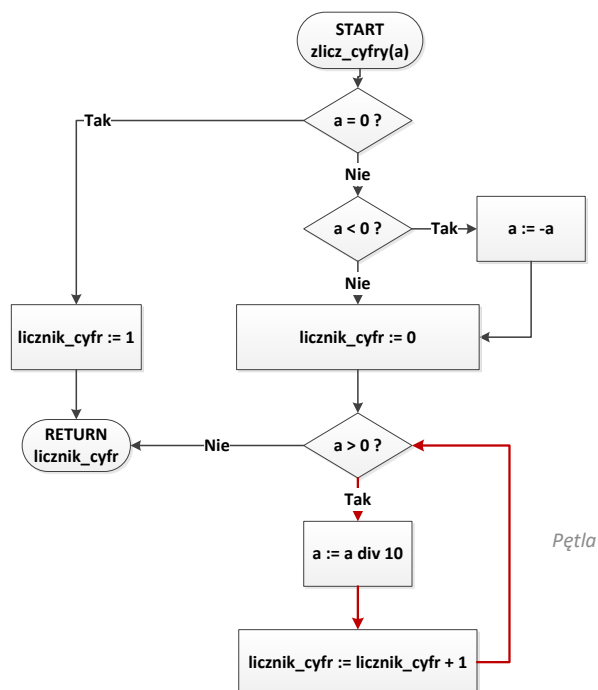 START
zlicz_cyfry(a)
a = 0 ?
Tak
Nie
a < 0 ?
Tak
a := -a
Nie
licznik_cyfr := 1
licznik_cyfr := 0
RETURN
licznik_cyfr
Nie
a > 0 ?
Tak
a := a div 10
Pętla
licznik_cyfr := licznik_cyfr + 1